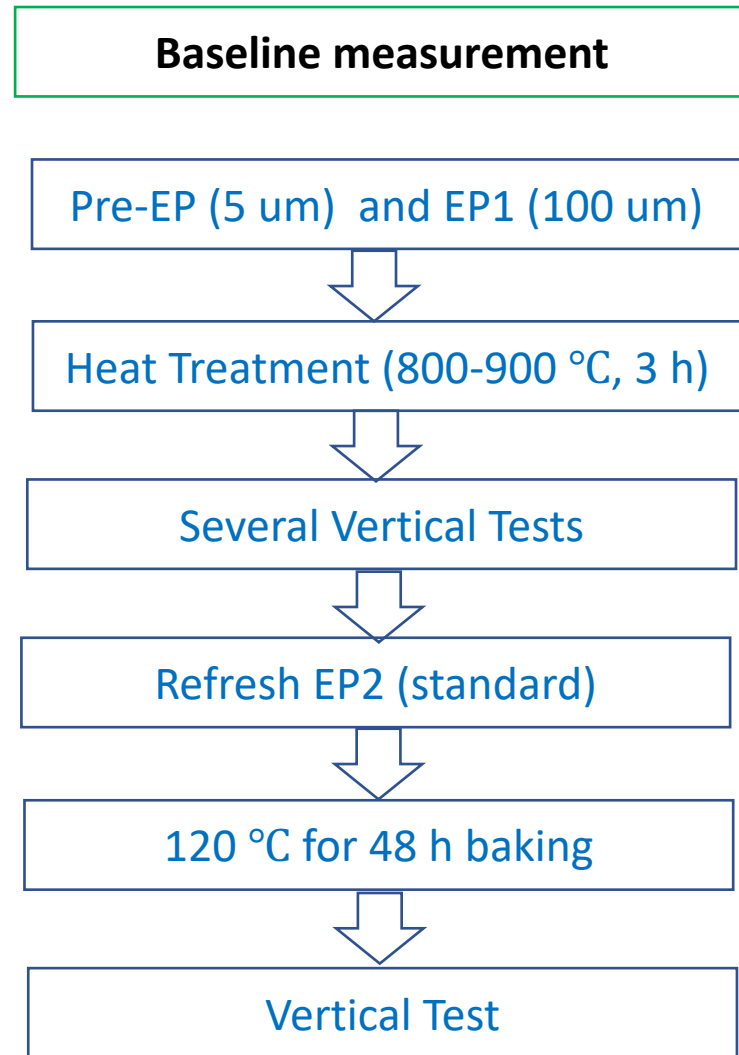 Baseline measurement
Pre-EP (5 um)  and EP1 (100 um)
Heat Treatment (800-900 ℃, 3 h)
Several Vertical Tests
Refresh EP2 (standard)
120 ℃ for 48 h baking
Vertical Test